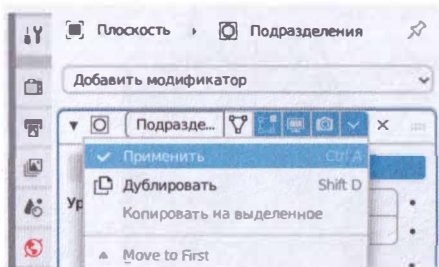 Плоскость › Подразделения
Добавить модификатор
Подразде...
Применить Ctrl A
Дублировать Shift D
Ур
Копировать на выделенное
Move to First